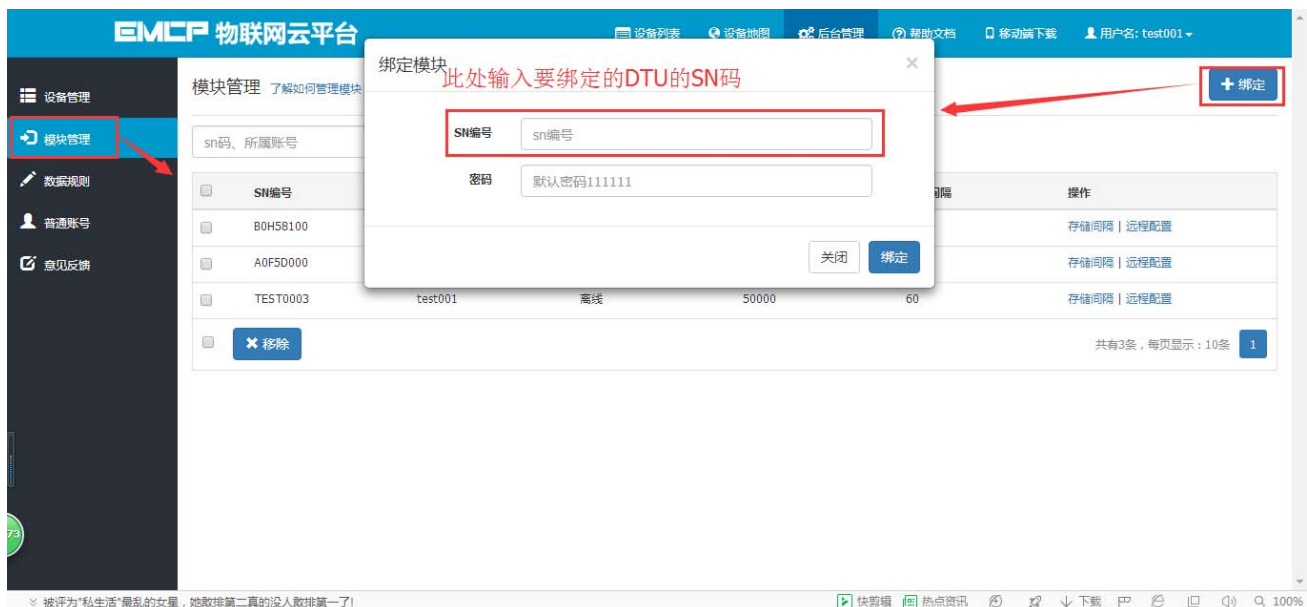 EMCP 物联网云平台
设备列表 设备地图 后台管理 帮助文档 移动端下载 用户名: test001
设备管理
模块管理
数据规则
普通账号
意见反馈
模块管理 了解如何管理模块
绑定
sn码、所属账号
绑定模块
×
此处输入要绑定的DTU的SN码
SN编号 sn编号
密码 默认密码111111
关闭 绑定
SN编号 间隔 操作
B0H58100 存储间隔 | 远程配置
A0F5D000 存储间隔 | 远程配置
TEST0003 test001 离线 50000 60 存储间隔 | 远程配置
移除 共有3条,每页显示:10条 1
73
被评为"私生活"最乱的女星,她敢排第二真的没人敢排第一了! 快剪辑 热点资讯 下载 100%